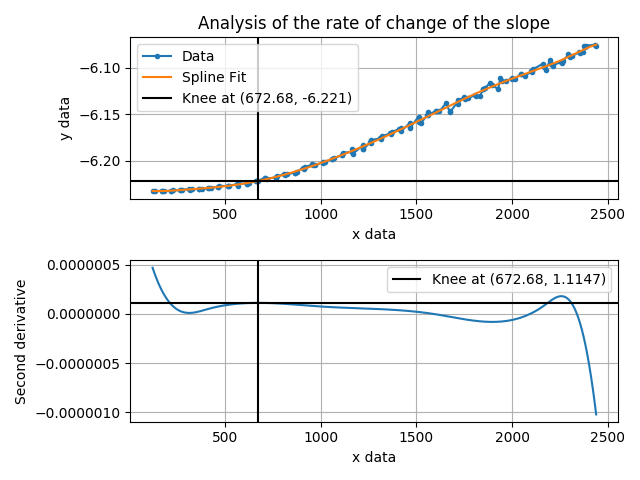 Analysis of the rate of change of the slope
Data
Spline Fit
Knee at (672.68, -6.221)
−6.10
−6.15
−6.20
y data
500
1000
1500
2000
2500
x data
Knee at (672.68, 1.1147)
0.0000005
0.0000000
−0.0000005
−0.0000010
Second derivative
500
1000
1500
2000
2500
x data